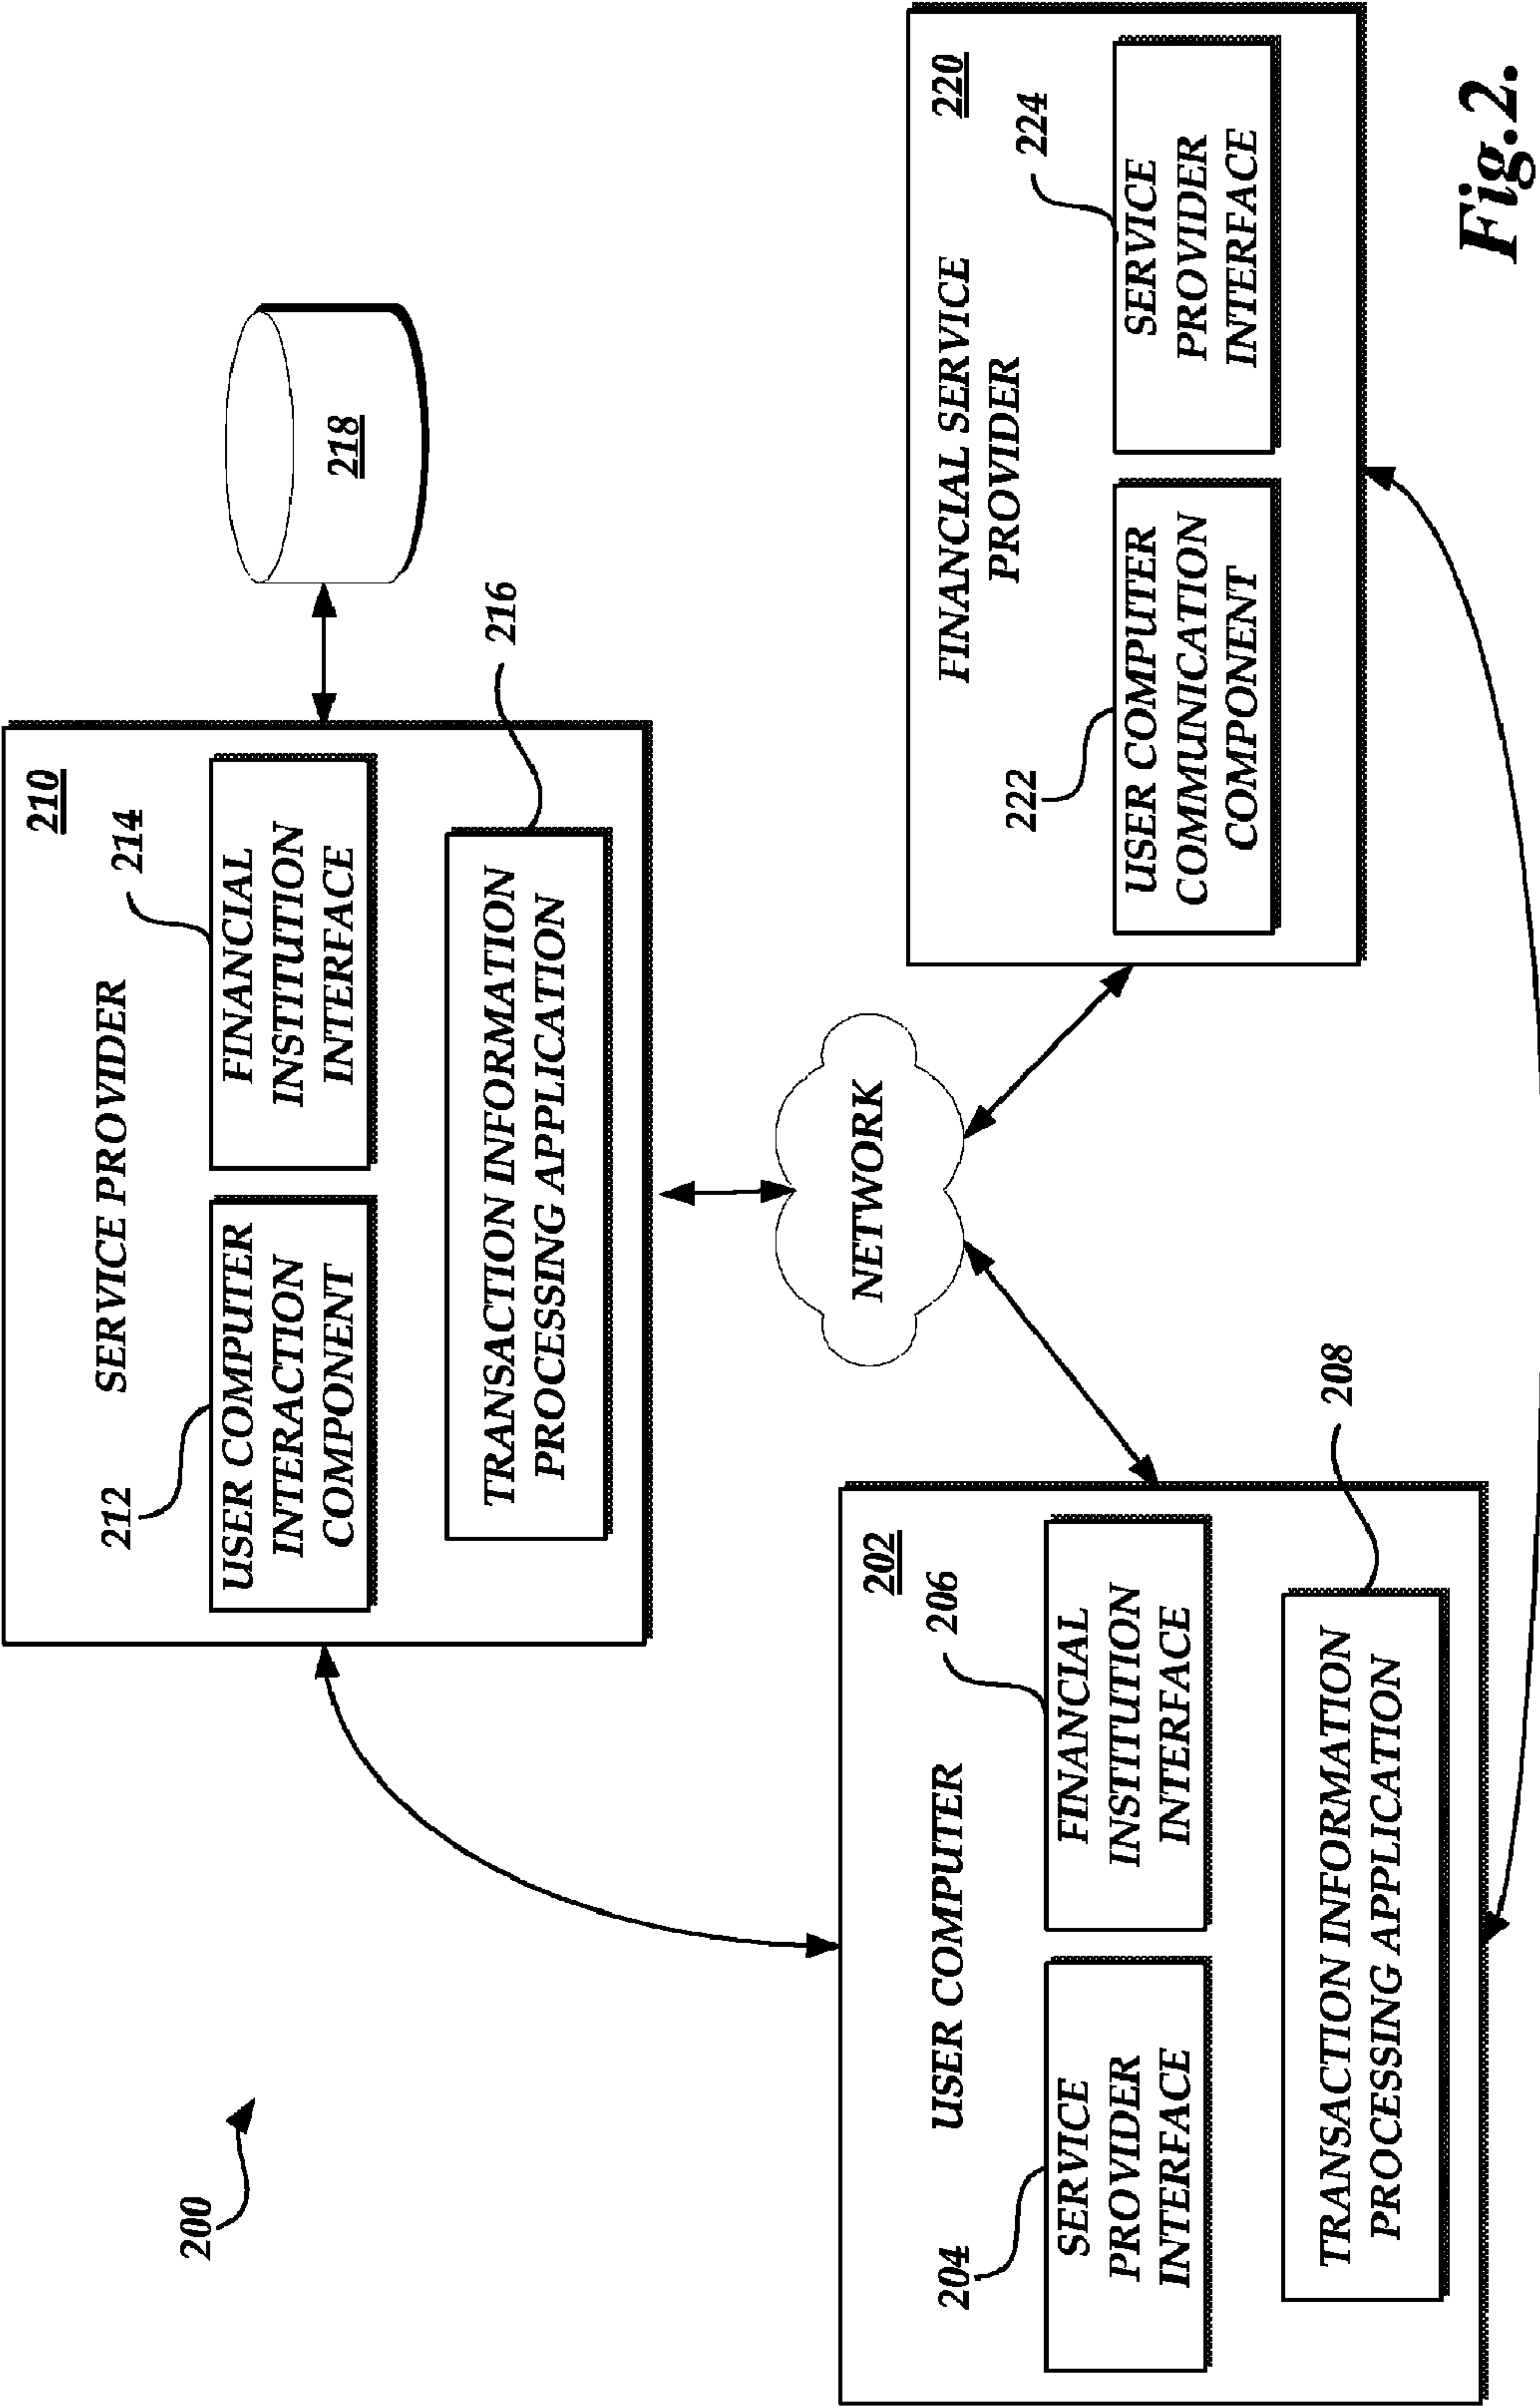 200
SERVICE PROVIDER
210
212
214
USER COMPUTER
INTERACTION
COMPONENT
FINANCIAL
INSTITUTION
INTERFACE
TRANSACTION INFORMATION
PROCESSING APPLICATION
216
218
NETWORK
USER COMPUTER
202
204
206
SERVICE
PROVIDER
INTERFACE
FINANCIAL
INSTITUTION
INTERFACE
TRANSACTION INFORMATION
PROCESSING APPLICATION
208
FINANCIAL SERVICE
PROVIDER
220
222
224
USER COMPUTER
COMMUNICATION
COMPONENT
SERVICE
PROVIDER
INTERFACE
Fig.2.